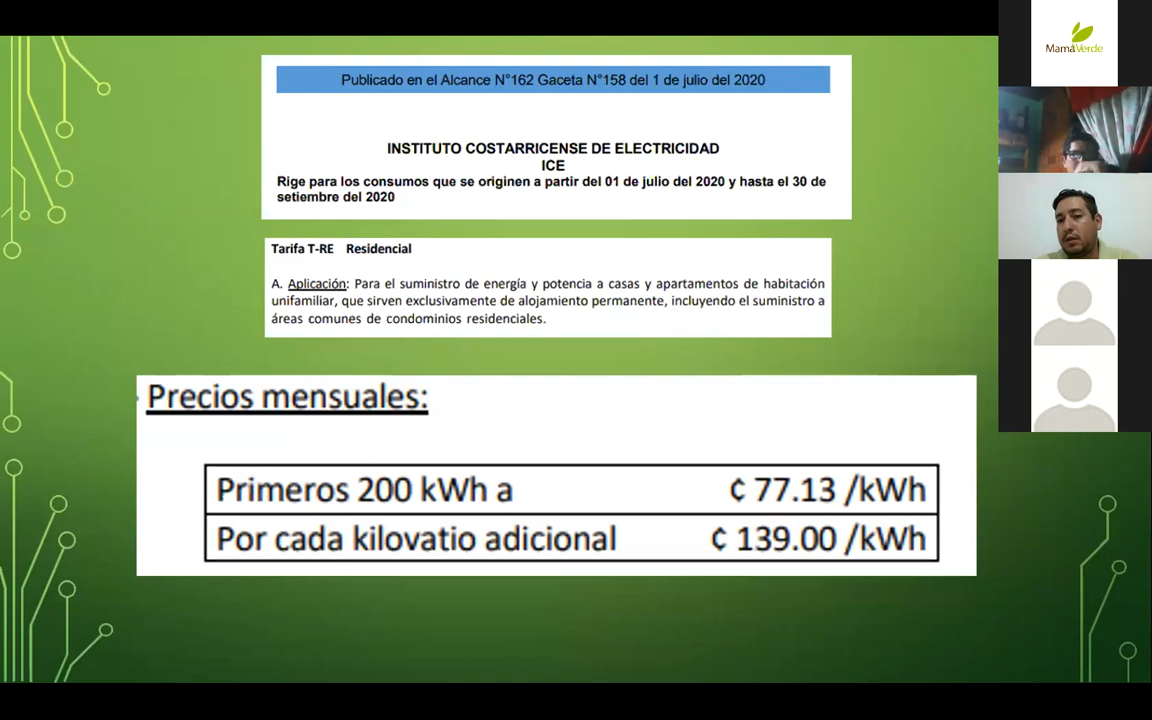 MamáVerde
Publicado en el Alcance N°162 Gaceta N°158 del 1 de julio del 2020
INSTITUTO COSTARRICENSE DE ELECTRICIDAD
ICE
Rige para los consumos que se originen a partir del 01 de julio del 2020 y hasta el 30 de
setiembre del 2020
Tarifa T-RE Residencial
A. Aplicación: Para el suministro de energía y potencia a casas y apartamentos de habitación
unifamiliar, que sirven exclusivamente de alojamiento permanente, incluyendo el suministro a
áreas comunes de condominios residenciales.
Precios mensuales:
Primeros 200 kWh a ₵ 77.13 /kWh
Por cada kilovatio adicional ₵ 139.00 /kWh